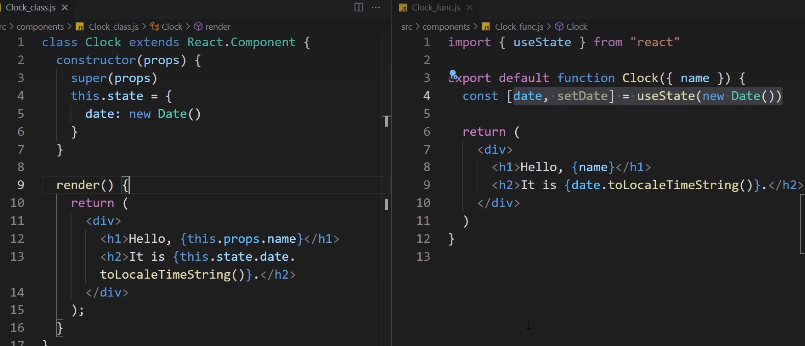 Clock_class.js ×
rc > components > JS Clock_class.js > Clock > render
1 class Clock extends React.Component {
2 constructor(props) {
3 super(props)
4 this.state = {
5 date: new Date()
6 }
7 }
8
9 render() {
10 return (
11 <div>
12 <h1>Hello, {this.props.name}</h1>
13 <h2>It is {this.state.date.
toLocaleTimeString()}.</h2>
14 </div>
15 );
16 }
17 }
JS Clock_func.js ×
src > components > JS Clock_func.js > Clock
1 import { useState } from "react"
2
3 export default function Clock({ name }) {
4 const [date, setDate] = useState(new Date())
5
6 return (
7 <div>
8 <h1>Hello, {name}</h1>
9 <h2>It is {date.toLocaleTimeString()}.</h2>
10 </div>
11 )
12 }
13